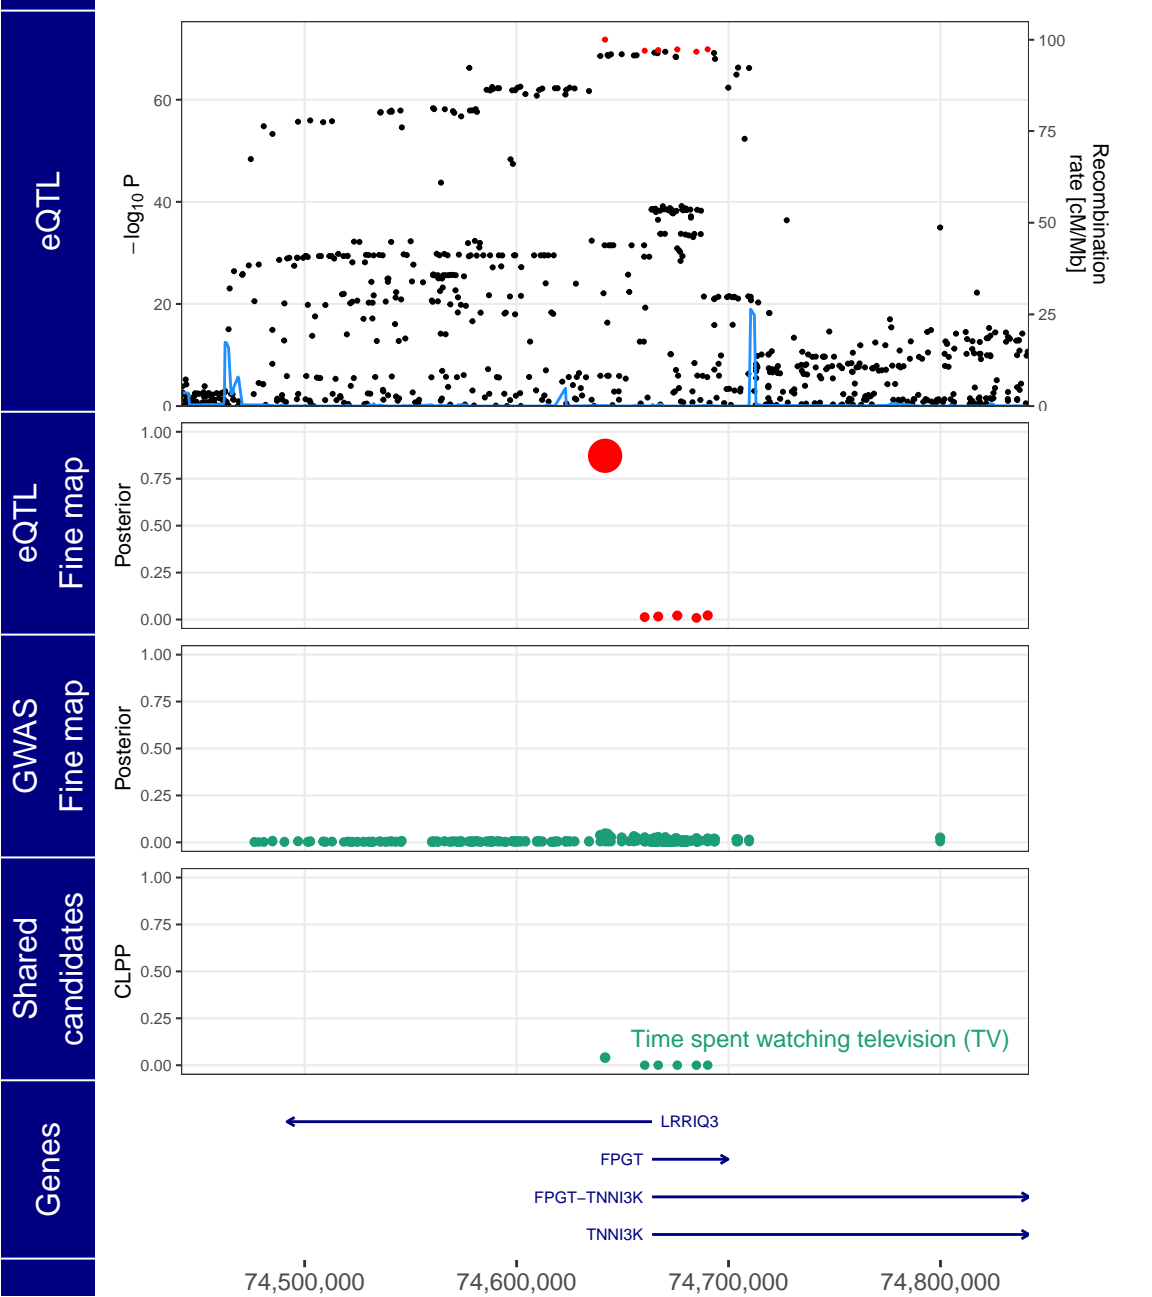 eQTL
−log10 P
0
20
40
60
0
25
50
75
100
Recombination
rate [cM/Mb]
eQTL
Fine map
Posterior
1.00
0.75
0.50
0.25
0.00
GWAS
Fine map
Posterior
1.00
0.75
0.50
0.25
0.00
Shared
candidates
CLPP
1.00
0.75
0.50
0.25
0.00
Time spent watching television (TV)
Genes
LRRIQ3
FPGT
FPGT−TNNI3K
TNNI3K
74,500,000
74,600,000
74,700,000
74,800,000